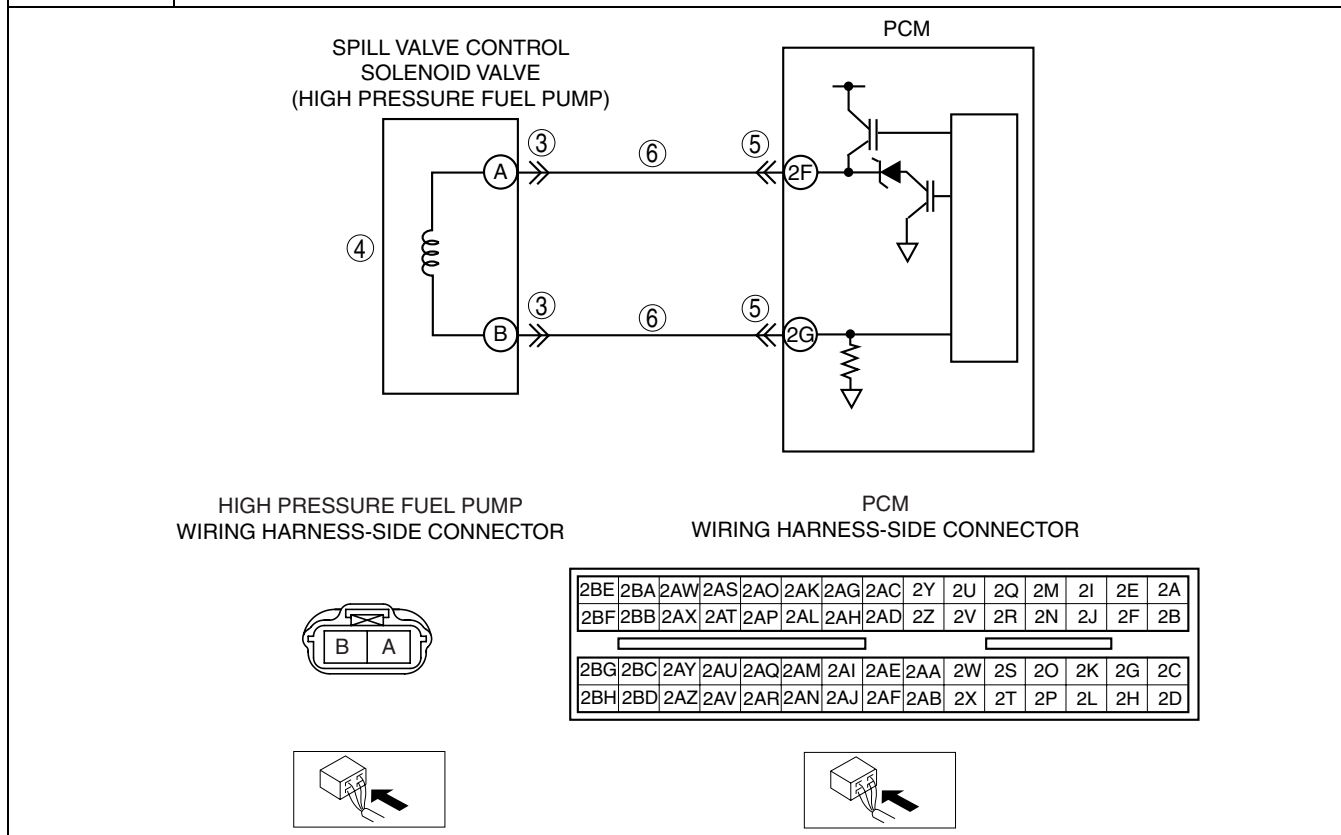 PCM
SPILL VALVE CONTROL
SOLENOID VALVE
(HIGH PRESSURE FUEL PUMP)
③ ⑥ ⑤
A 2F
④
③ ⑥ ⑤
B 2G
HIGH PRESSURE FUEL PUMP
WIRING HARNESS-SIDE CONNECTOR
B A
PCM
WIRING HARNESS-SIDE CONNECTOR
2BE 2BA 2AW 2AS 2AO 2AK 2AG 2AC 2Y 2U 2Q 2M 2I 2E 2A
2BF 2BB 2AX 2AT 2AP 2AL 2AH 2AD 2Z 2V 2R 2N 2J 2F 2B
2BG 2BC 2AY 2AU 2AQ 2AM 2AI 2AE 2AA 2W 2S 2O 2K 2G 2C
2BH 2BD 2AZ 2AV 2AR 2AN 2AJ 2AF 2AB 2X 2T 2P 2L 2H 2D